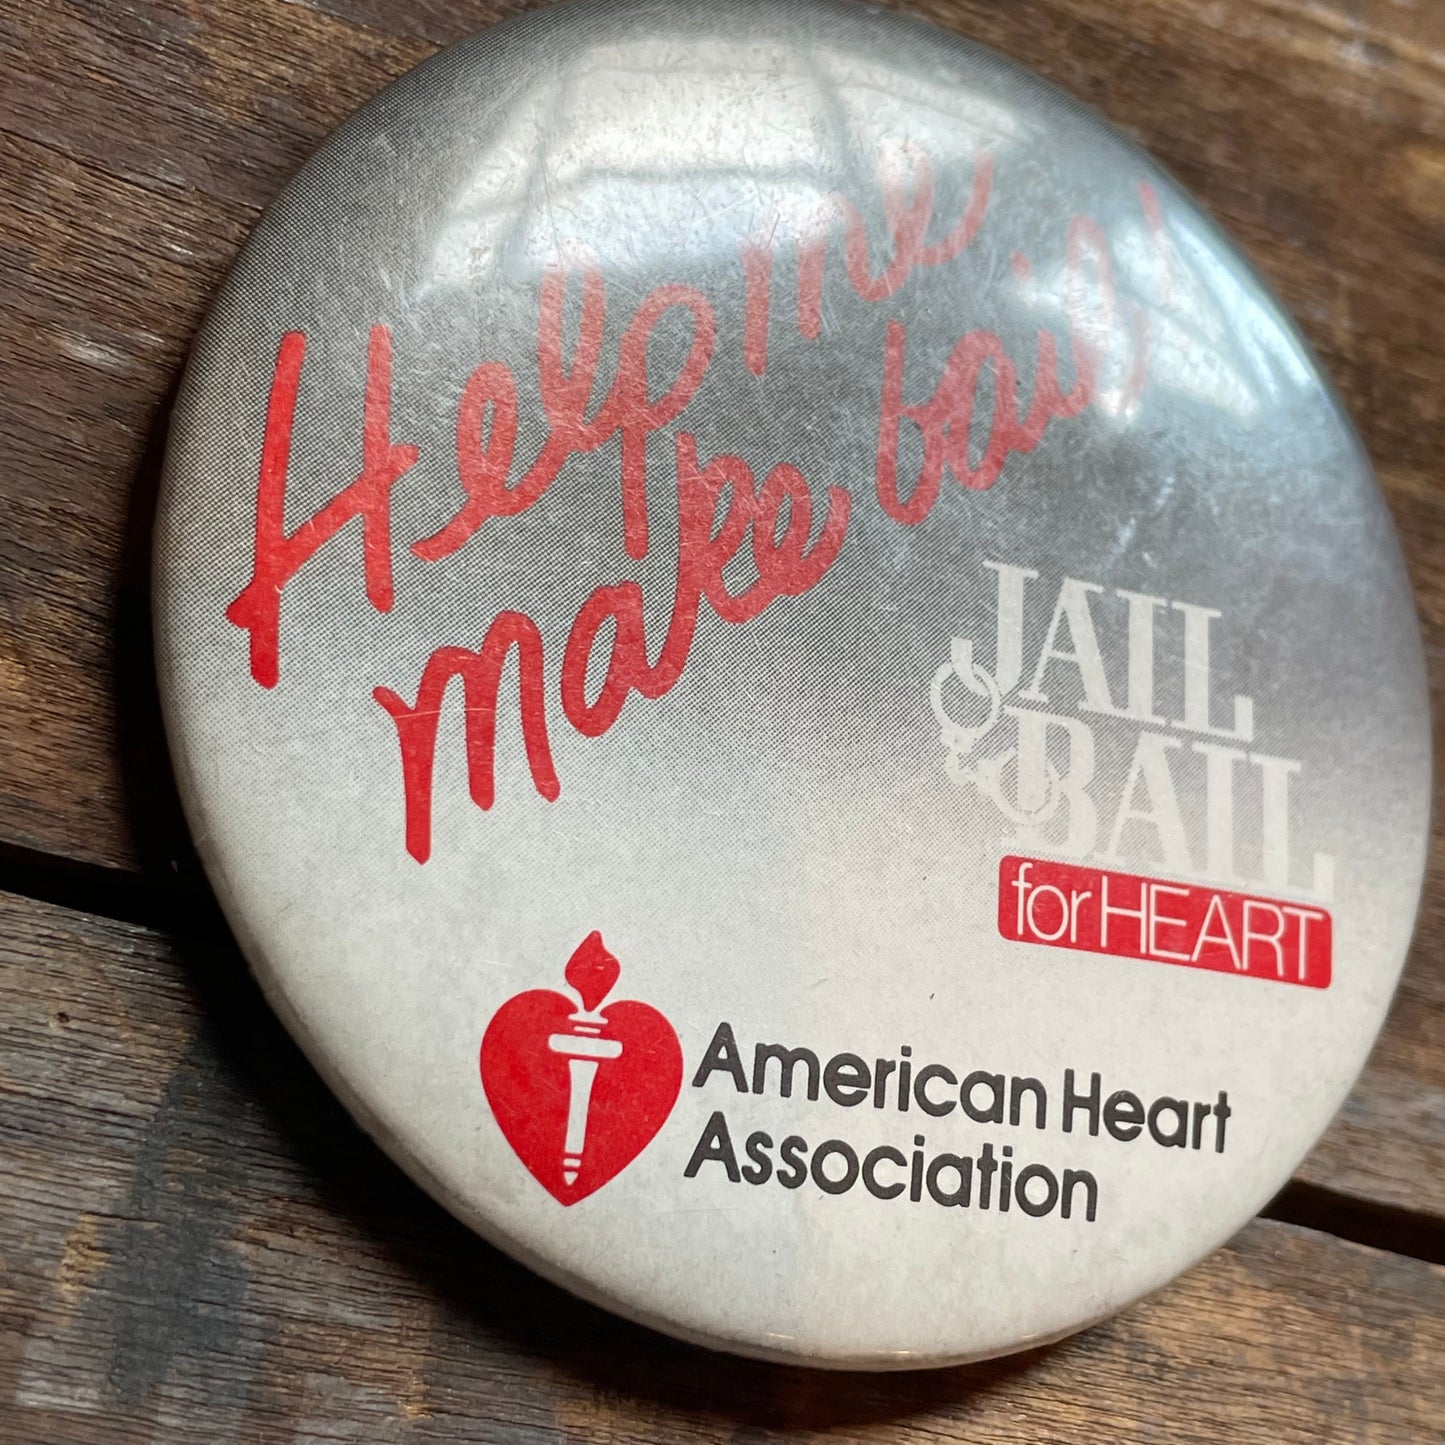 Help me
make bail!
JAIL
BAIL
for HEART
American Heart
Association